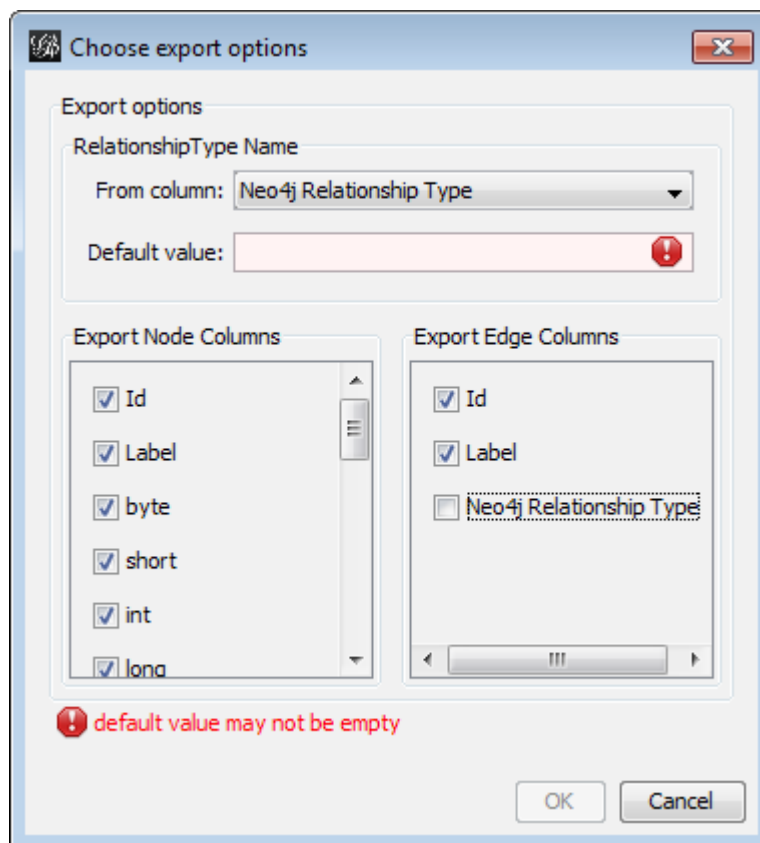 Choose export options
Export options
RelationshipType Name
From column: Neo4j Relationship Type
Default value:
Export Node Columns
Id
Label
byte
short
int
long
Export Edge Columns
Id
Label
Neo4j Relationship Type
default value may not be empty
OK Cancel